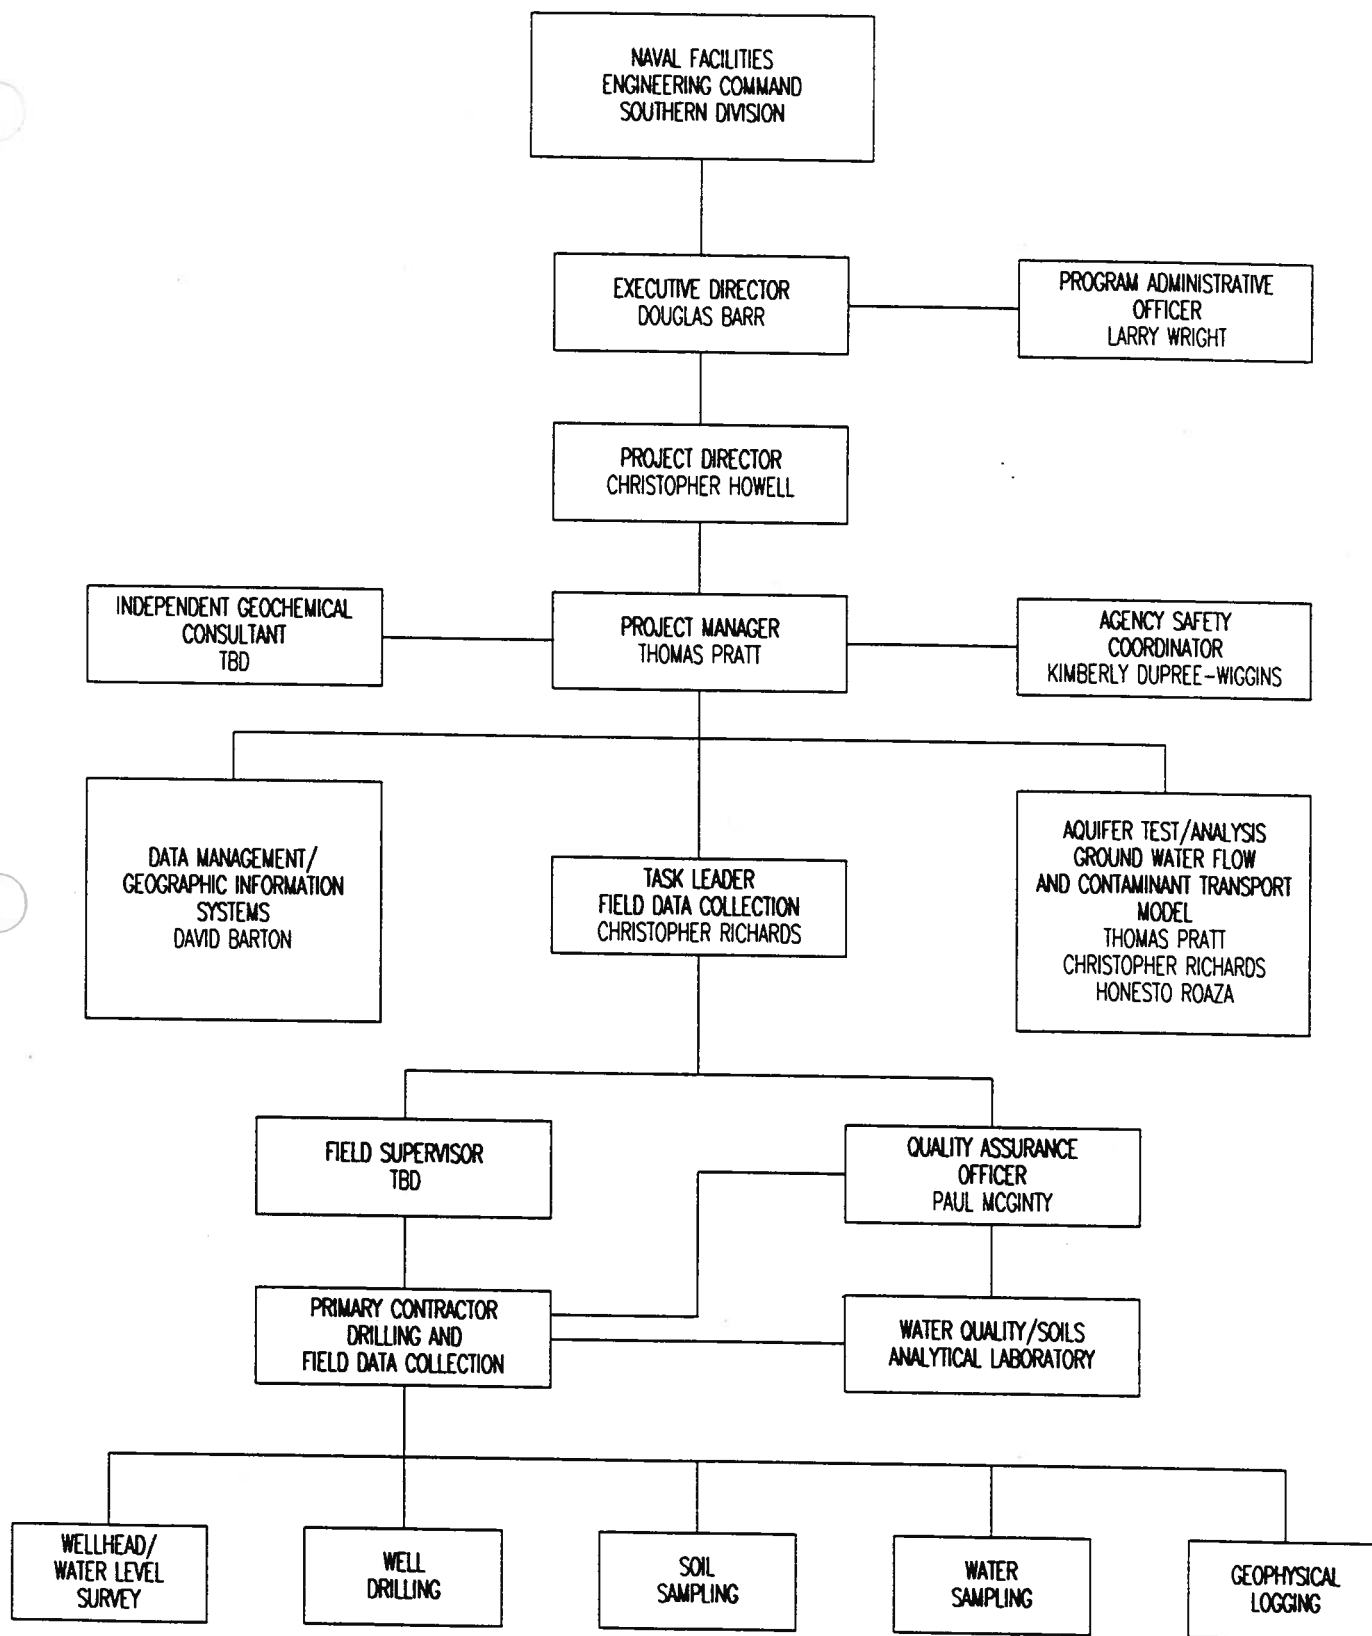 NAVAL FACILITIES
ENGINEERING COMMAND
SOUTHERN DIVISION
EXECUTIVE DIRECTOR
DOUGLAS BARR
PROGRAM ADMINISTRATIVE
OFFICER
LARRY WRIGHT
PROJECT DIRECTOR
CHRISTOPHER HOWELL
INDEPENDENT GEOCHEMICAL
CONSULTANT
TBD
PROJECT MANAGER
THOMAS PRATT
AGENCY SAFETY
COORDINATOR
KIMBERLY DUPREE-WIGGINS
DATA MANAGEMENT/
GEOGRAPHIC INFORMATION
SYSTEMS
DAVID BARTON
TASK LEADER
FIELD DATA COLLECTION
CHRISTOPHER RICHARDS
AQUIFER TEST/ANALYSIS
GROUND WATER FLOW
AND CONTAMINANT TRANSPORT
MODEL
THOMAS PRATT
CHRISTOPHER RICHARDS
HONESTO ROAZA
FIELD SUPERVISOR
TBD
QUALITY ASSURANCE
OFFICER
PAUL MCGINTY
PRIMARY CONTRACTOR
DRILLING AND
FIELD DATA COLLECTION
WATER QUALITY/SOILS
ANALYTICAL LABORATORY
WELLHEAD/
WATER LEVEL
SURVEY
WELL
DRILLING
SOIL
SAMPLING
WATER
SAMPLING
GEOPHYSICAL
LOGGING